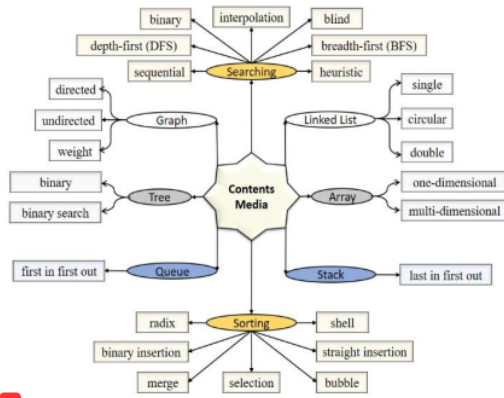 binary
interpolation
blind
depth-first (DFS)
breadth-first (BFS)
sequential
Searching
heuristic
directed
undirected
weight
Graph
Linked List
single
circular
double
Contents
Media
binary
binary search
Tree
Array
one-dimensional
multi-dimensional
first in first out
Queue
Stack
last in first out
radix
Sorting
shell
binary insertion
straight insertion
merge
selection
bubble